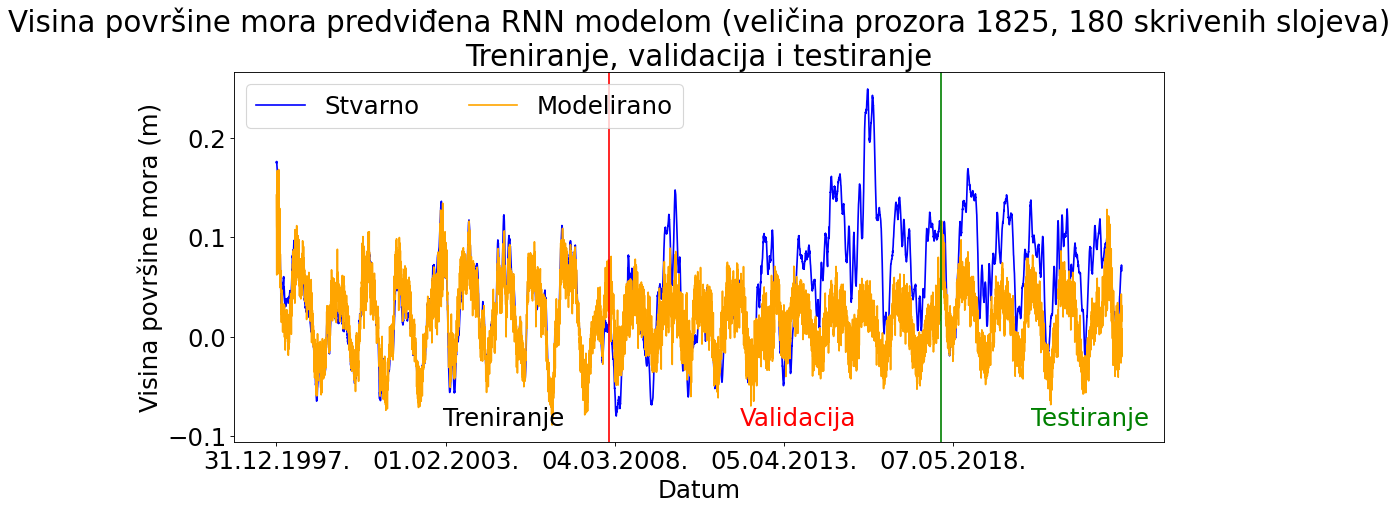 Visina površine mora predviđena RNN modelom (veličina prozora 1825, 180 skrivenih slojeva)
Treniranje, validacija i testiranje
Stvarno Modelirano
Visina površine mora (m)
0.2
0.1
0.0
−0.1
Treniranje Validacija Testiranje
31.12.1997. 01.02.2003. 04.03.2008. 05.04.2013. 07.05.2018.
Datum